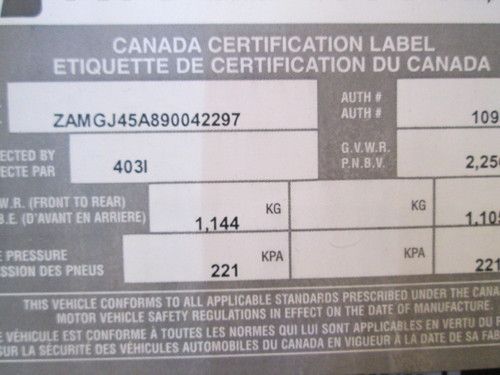 CANADA CERTIFICATION LABEL
ETIQUETTE DE CERTIFICATION DU CANADA
ZAMGJ45A890042297 AUTH # AUTH # 109
ECTED BY ECTE PAR 403I G.V.W.R. P.N.B.V. 2,250
W.R. (FRONT TO REAR) B.E. (D'AVANT EN ARRIERE) 1,144 KG KG 1,105
E PRESSURE SSION DES PNEUS 221 KPA KPA 221
THIS VEHICLE CONFORMS TO ALL APPLICABLE STANDARDS PRESCRIBED UNDER THE CANA
MOTOR VEHICLE SAFETY REGULATIONS IN EFFECT ON THE DATE OF MANUFACTURE
E VÉHICULE EST CONFORME À TOUTES LES NORMES QUI LUI SONT APPLICABLES EN VERTU DU R
SUR LA SÉCURITÉ DES VÉHICULES AUTOMOBILES DU CANADA EN VIGUEUR À LA DATE DE SA FAB